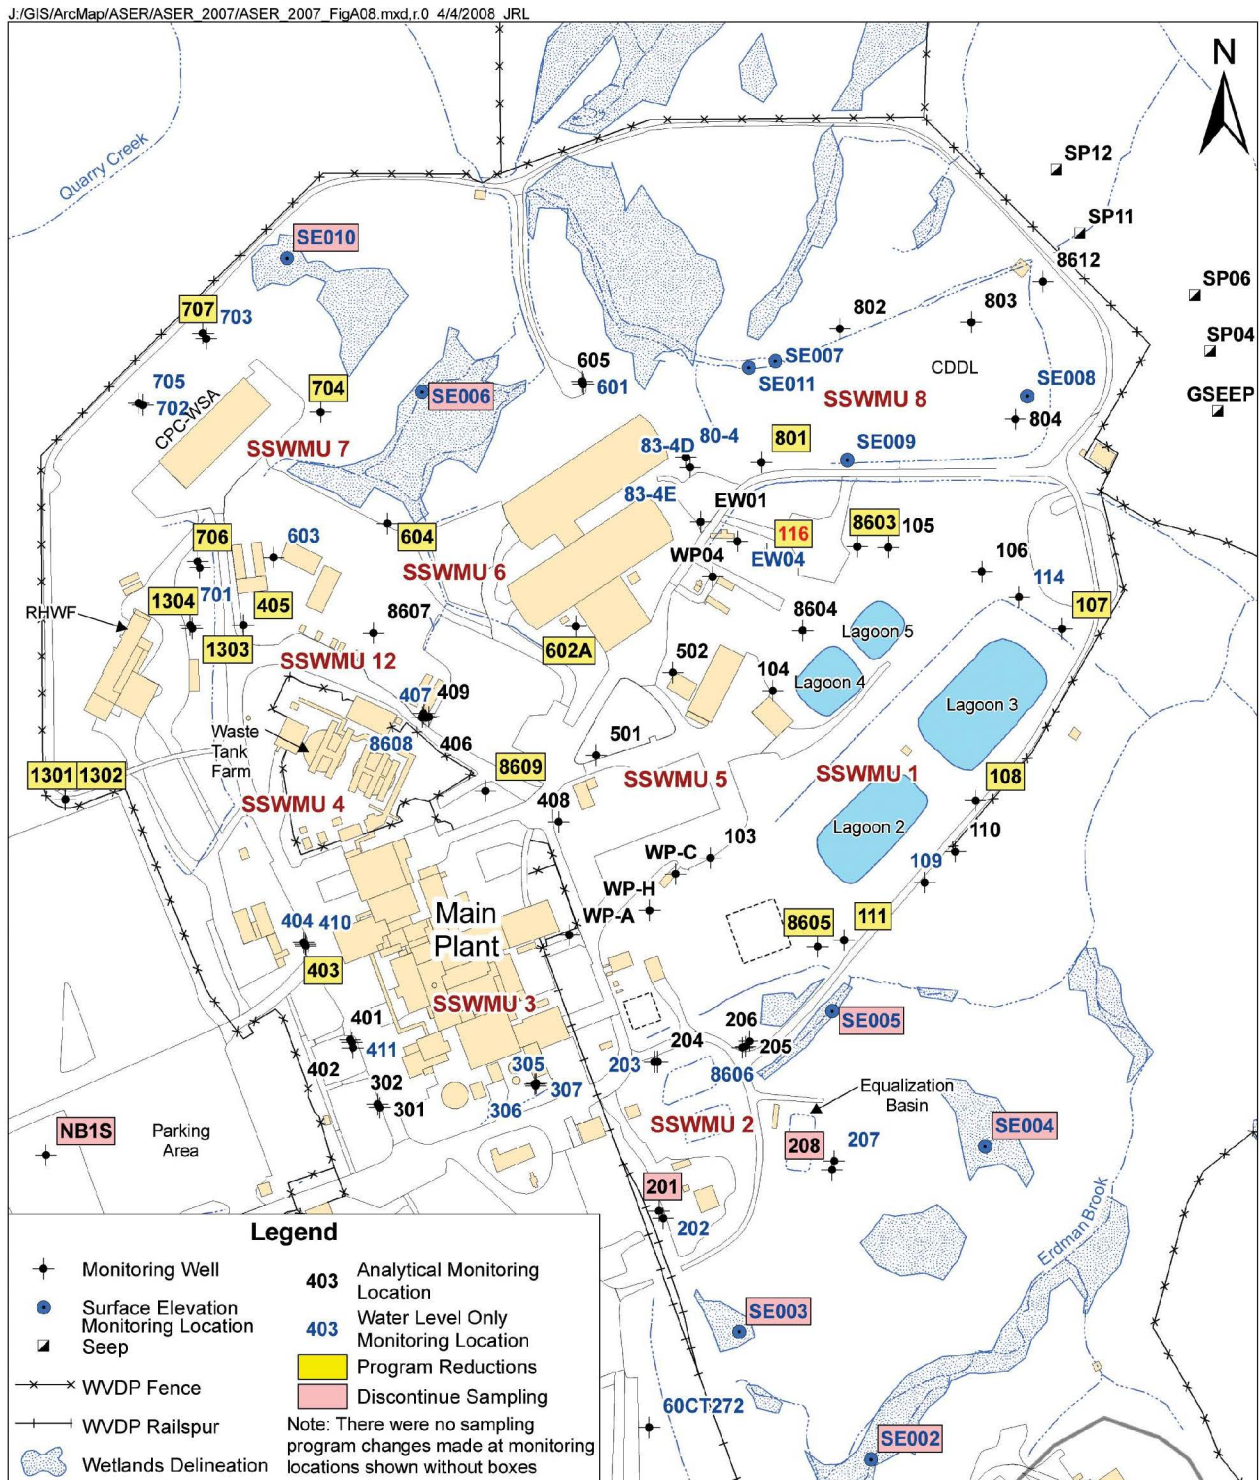 J:/GIS/ArcMap/ASER/ASER_2007/ASER_2007_FigA08.mxd,r.0 4/4/2008 JRL
N
Quarry Creek
SP12
SP11
8612
SE010
SP06
707
703
802
803
SP04
605
601
SE007
SE011
CDDL
SE008
705
702
704
SE006
GSEEP
CPC-WSA
SSWMU 8
804
SSWMU 7
83-4D
80-4
801
SE009
83-4E
EW01
706
603
604
116
8603
105
WP04
EW04
SSWMU 6
106
114
701
1304
405
RHWF
8607
8604
107
Lagoon 5
1303
602A
SSWMU 12
502
104
Lagoon 4
407
409
Lagoon 3
Waste
Tank
Farm
8608
406
501
1301
1302
8609
SSWMU 5
SSWMU 1
108
SSWMU 4
408
Lagoon 2
110
103
WP-C
109
WP-H
Main
Plant
WP-A
404
410
8605
111
403
SSWMU 3
SE005
401
411
206
204
205
402
203
8606
302
305
301
307
306
Equalization
Basin
SSWMU 2
NB1S
Parking
Area
SE004
208
207
201
202
Erdman Brook
SE003
60CT272
SE002
Legend
Monitoring Well
Surface Elevation
Monitoring Location
Seep
WVDP Fence
WVDP Railspur
Wetlands Delineation
403 Analytical Monitoring
Location
403 Water Level Only
Monitoring Location
Program Reductions
Discontinue Sampling
Note: There were no sampling
program changes made at monitoring
locations shown without boxes